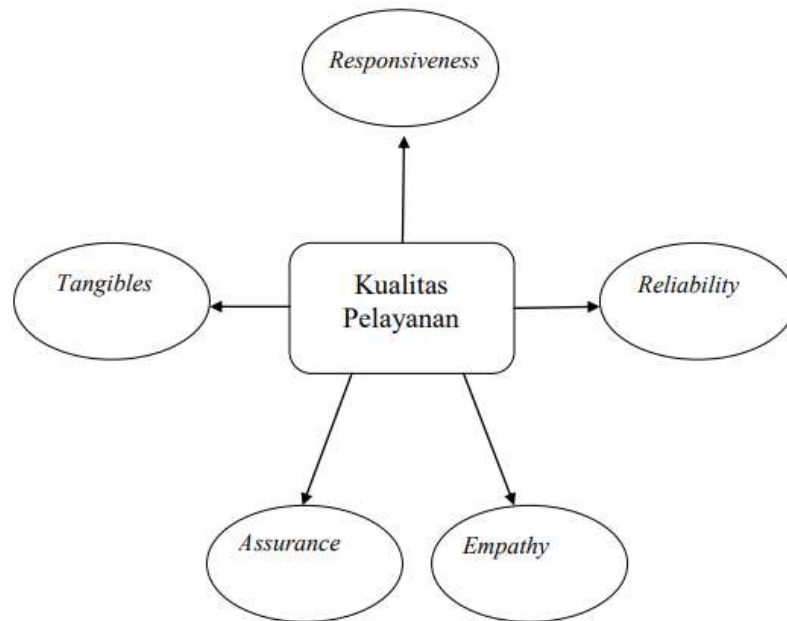 Responsiveness
Tangibles
Kualitas
Pelayanan
Reliability
Assurance
Empathy